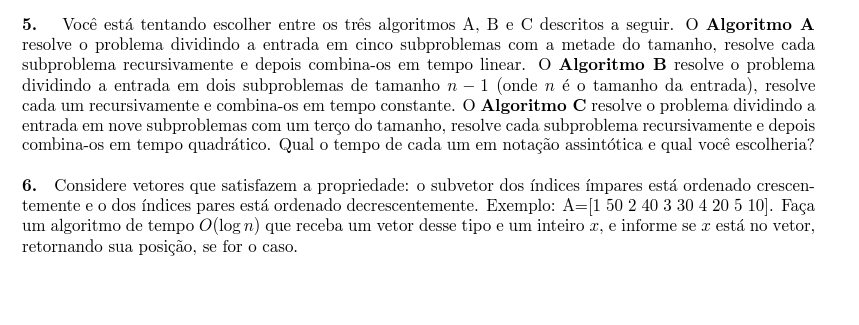 5. Você está tentando escolher entre os três algoritmos A, B e C descritos a seguir. O Algoritmo A
resolve o problema dividindo a entrada em cinco subproblemas com a metade do tamanho, resolve cada
subproblema recursivamente e depois combina-os em tempo linear. O Algoritmo B resolve o problema
dividindo a entrada em dois subproblemas de tamanho n − 1 (onde n é o tamanho da entrada), resolve
cada um recursivamente e combina-os em tempo constante. O Algoritmo C resolve o problema dividindo a
entrada em nove subproblemas com um terço do tamanho, resolve cada subproblema recursivamente e depois
combina-os em tempo quadrático. Qual o tempo de cada um em notação assintótica e qual você escolheria?
6. Considere vetores que satisfazem a propriedade: o subvetor dos índices ímpares está ordenado crescen-
temente e o dos índices pares está ordenado decrescentemente. Exemplo: A=[1 50 2 40 3 30 4 20 5 10]. Faça
um algoritmo de tempo O(log n) que receba um vetor desse tipo e um inteiro x, e informe se x está no vetor,
retornando sua posição, se for o caso.